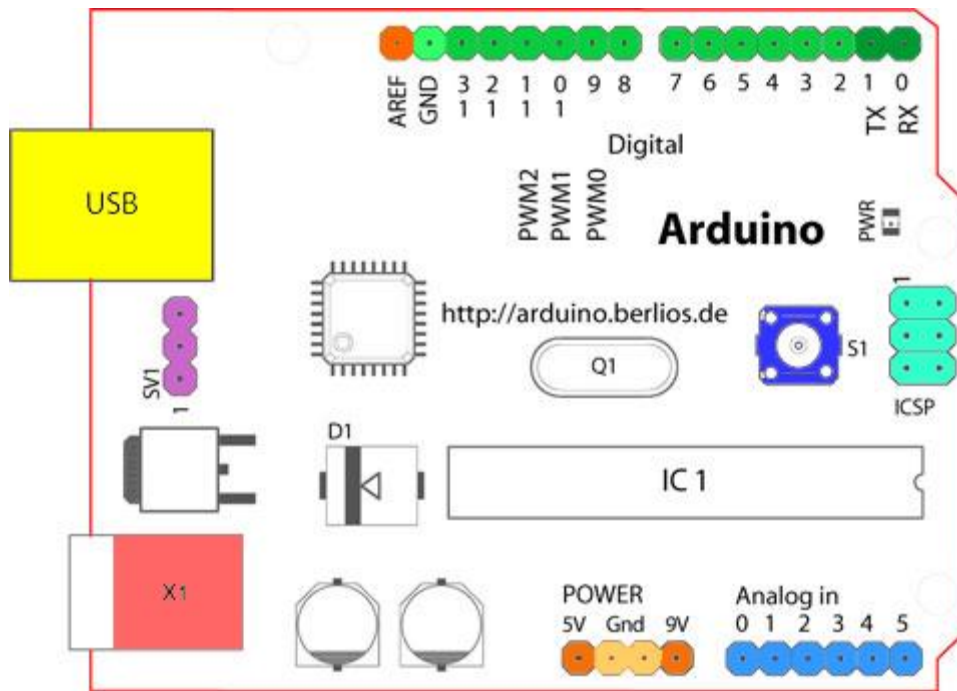 AREF GND 13 12 11 10 9 8 7 6 5 4 3 2 1 0
TX RX
Digital
PWM2 PWM1 PWM0
Arduino
PWR
USB
1
http://arduino.berlios.de
S1
Q1
SV1
1
ICSP
D1
IC 1
X1
POWER
5V Gnd 9V
Analog in
0 1 2 3 4 5